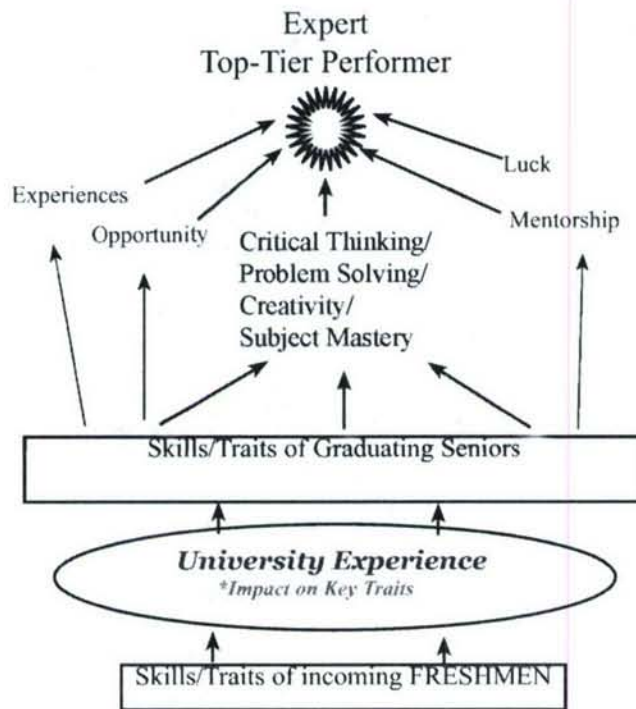 Expert
Top-Tier Performer
Luck
Experiences
Mentorship
Opportunity
Critical Thinking/
Problem Solving/
Creativity/
Subject Mastery
Skills/Traits of Graduating Seniors
University Experience
*Impact on Key Traits
Skills/Traits of incoming FRESHMEN